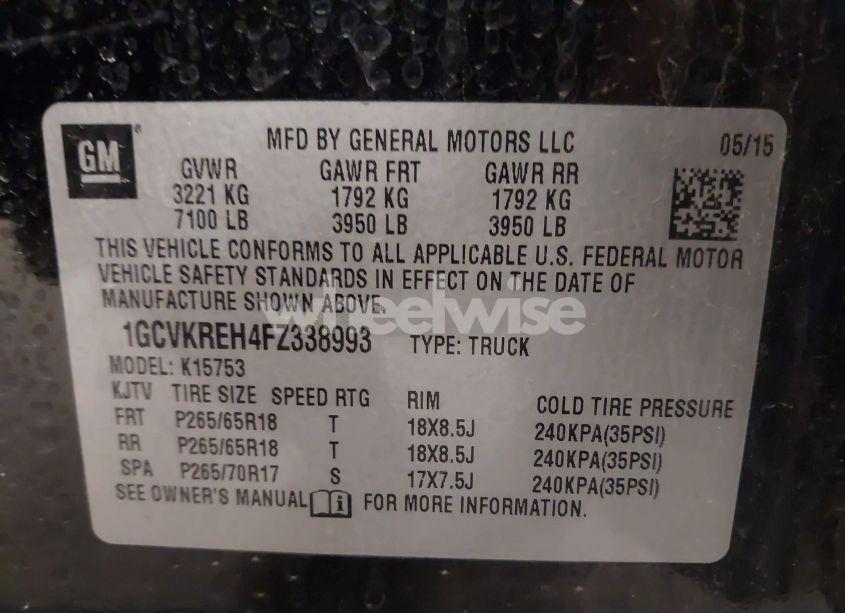 GM
MFD BY GENERAL MOTORS LLC 05/15
GVWR GAWR FRT GAWR RR
3221 KG 1792 KG 1792 KG
7100 LB 3950 LB 3950 LB
THIS VEHICLE CONFORMS TO ALL APPLICABLE U.S. FEDERAL MOTOR
VEHICLE SAFETY STANDARDS IN EFFECT ON THE DATE OF
MANUFACTURE SHOWN ABOVE.
wheelwise
1GCVKREH4FZ338993 TYPE: TRUCK
MODEL: K15753
KJTV TIRE SIZE SPEED RTG RIM COLD TIRE PRESSURE
FRT P265/65R18 T 18X8.5J 240KPA(35PSI)
RR P265/65R18 T 18X8.5J 240KPA(35PSI)
SPA P265/70R17 S 17X7.5J 240KPA(35PSI)
SEE OWNER'S MANUAL i FOR MORE INFORMATION.